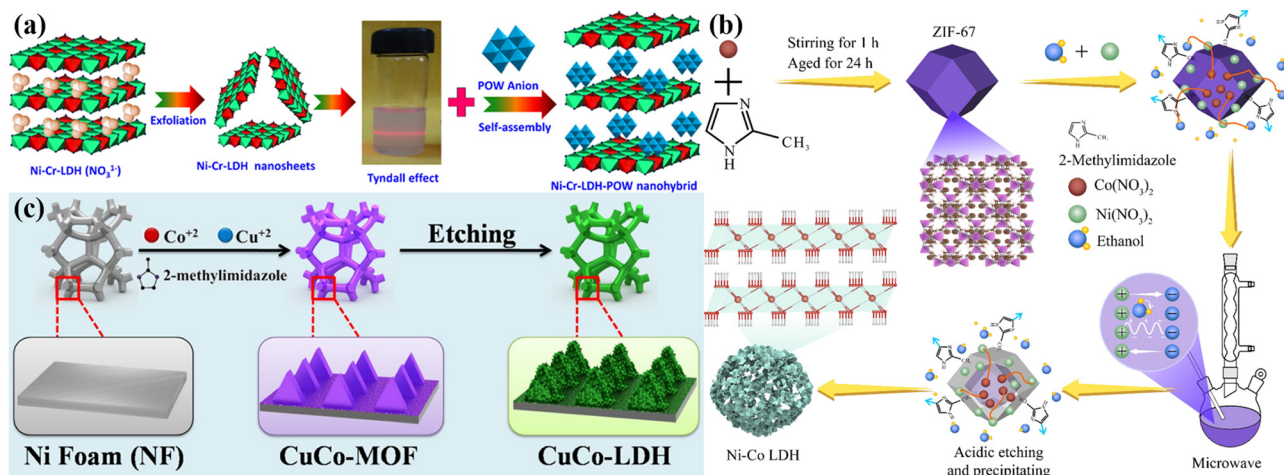 (a)
POW Anion
Exfoliation
Self-assembly
Ni-Cr-LDH (NO₃¹⁻)
Ni-Cr-LDH nanosheets
Tyndall effect
Ni-Cr-LDH-POW nanohybrid
(b)
Stirring for 1 h
Aged for 24 h
ZIF-67
N
NH
CH₃
2-Methylimidazole
Co(NO₃)₂
Ni(NO₃)₂
Ethanol
Microwave
Acidic etching
and precipitating
Ni-Co LDH
(c)
Co⁺²
Cu⁺²
2-methylimidazole
Etching
Ni Foam (NF)
CuCo-MOF
CuCo-LDH